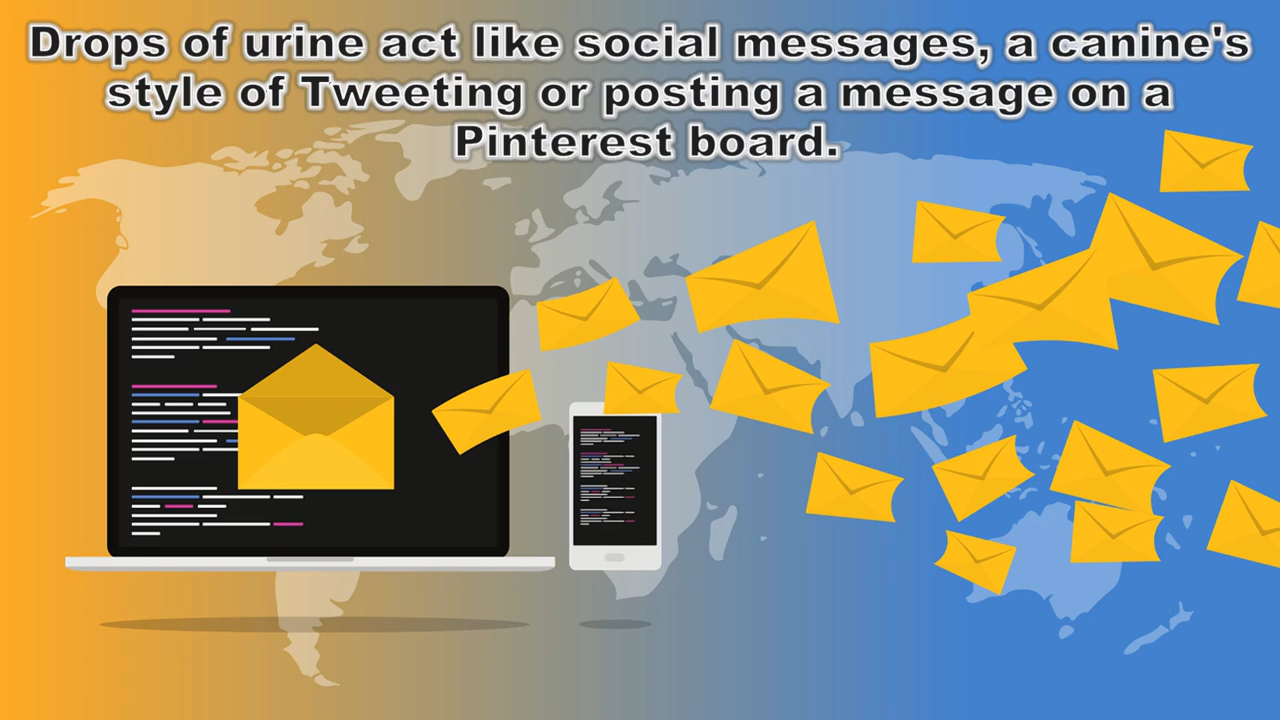 Drops of urine act like social messages, a canine's
style of Tweeting or posting a message on a
Pinterest board.